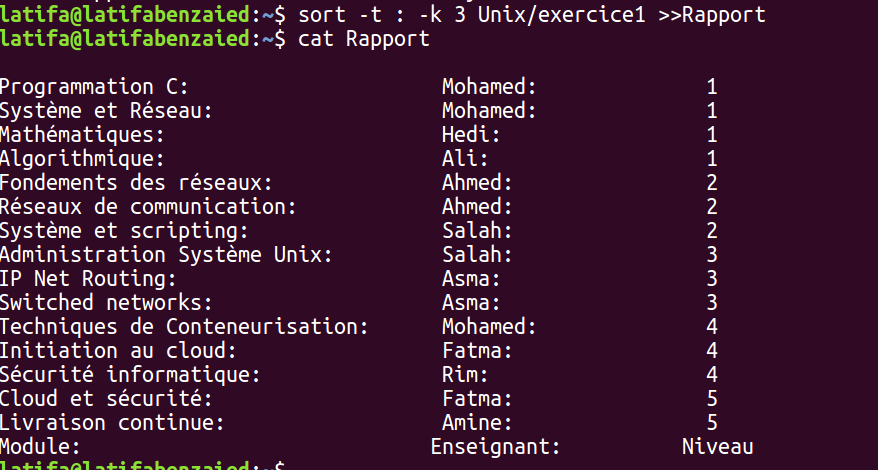 latifa@latifabenzaied:~$ sort -t : -k 3 Unix/exercice1 >>Rapport
latifa@latifabenzaied:~$ cat Rapport
Programmation C: Mohamed: 1
Système et Réseau: Mohamed: 1
Mathématiques: Hedi: 1
Algorithmique: Ali: 1
Fondements des réseaux: Ahmed: 2
Réseaux de communication: Ahmed: 2
Système et scripting: Salah: 2
Administration Système Unix: Salah: 3
IP Net Routing: Asma: 3
Switched networks: Asma: 3
Techniques de Conteneurisation: Mohamed: 4
Initiation au cloud: Fatma: 4
Sécurité informatique: Rim: 4
Cloud et sécurité: Fatma: 5
Livraison continue: Amine: 5
Module: Enseignant: Niveau
latifa@latifabenzaied:~$